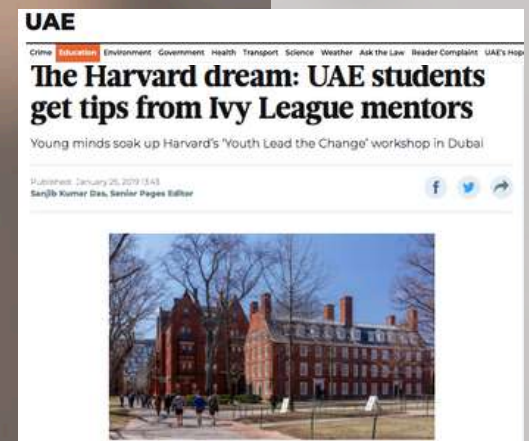 UAE
Crime Education Environment Government Health Transport Science Weather Ask the Law Reader Complaint UAE's Hop
The Harvard dream: UAE students
get tips from Ivy League mentors
Young minds soak up Harvard's 'Youth Lead the Change' workshop in Dubai
Published: January 25, 2019 13:43
Sanjib Kumar Das, Senior Pages Editor